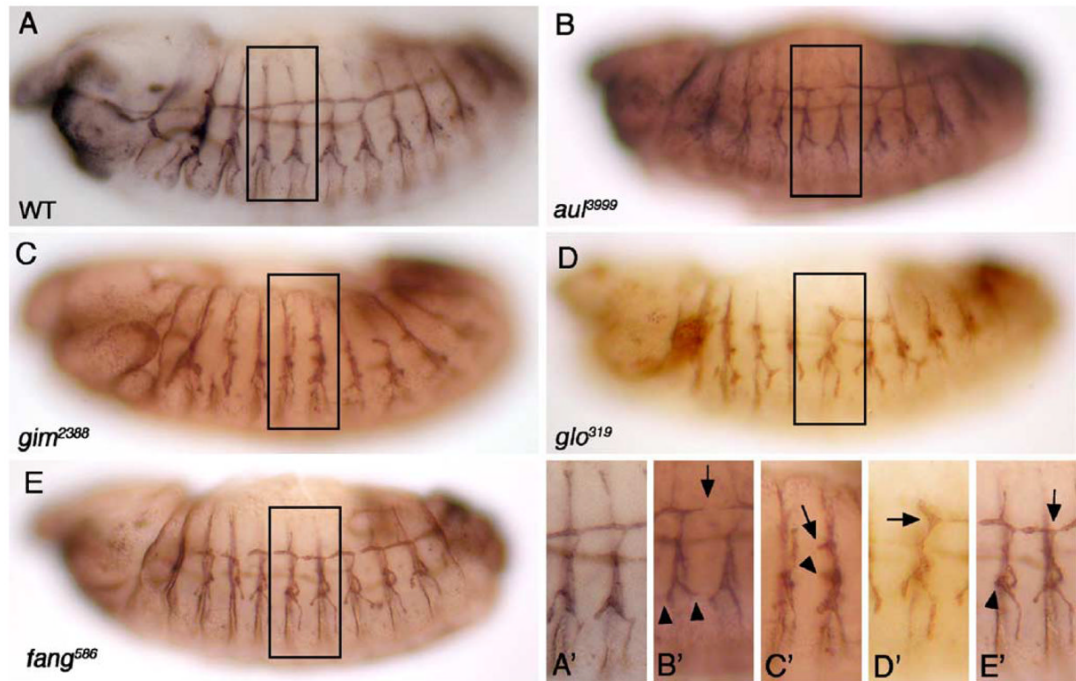 A
WT
B
aul³⁹⁹⁹
C
gim²³⁸⁸
D
glo³¹⁹
E
fang⁵⁸⁶
A’
B’
C’
D’
E’